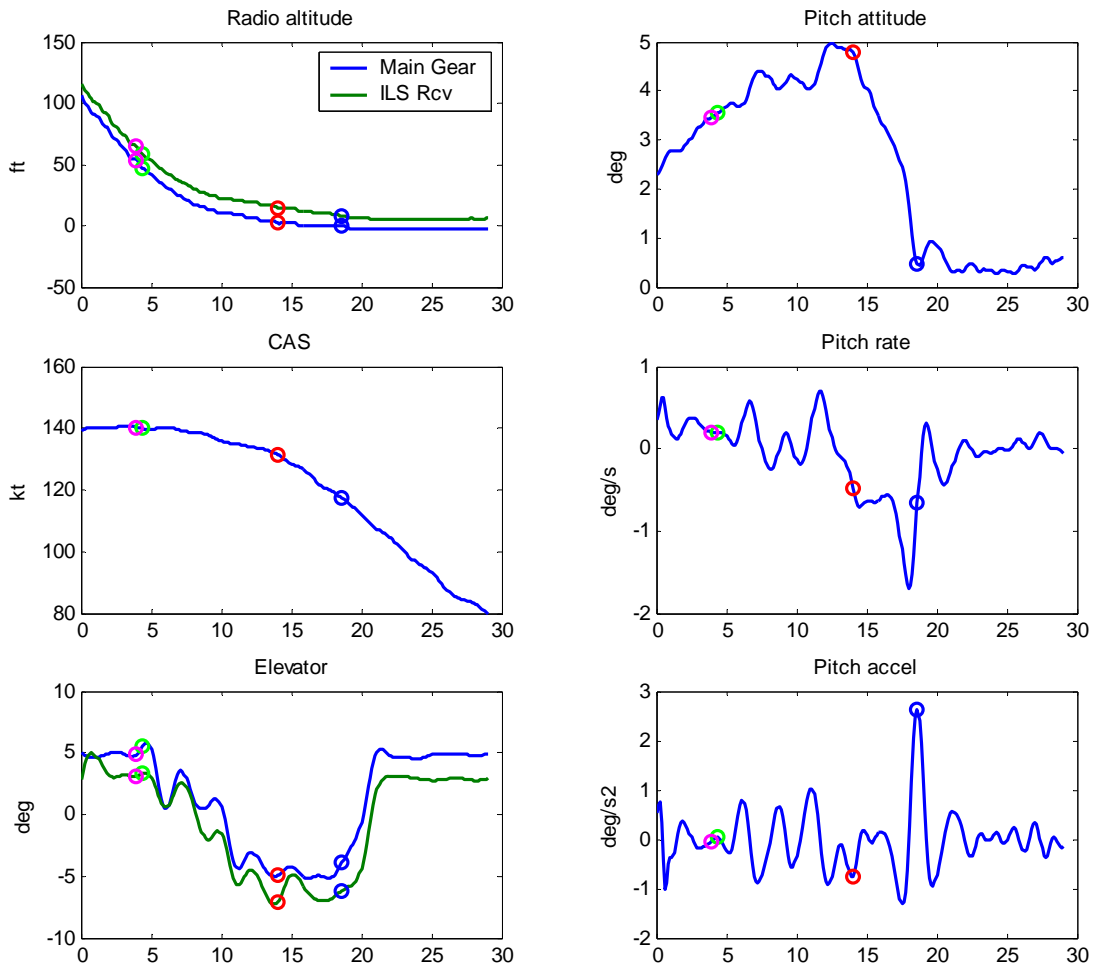 Radio altitude
150
100
50
0
-50
ft
Main Gear
ILS Rcv
0 5 10 15 20 25 30
Pitch attitude
5
4
3
2
1
0
deg
0 5 10 15 20 25 30
CAS
160
140
120
100
80
kt
0 5 10 15 20 25 30
Pitch rate
1
0
-1
-2
deg/s
0 5 10 15 20 25 30
Elevator
10
5
0
-5
-10
deg
0 5 10 15 20 25 30
Pitch accel
3
2
1
0
-1
-2
deg/s2
0 5 10 15 20 25 30